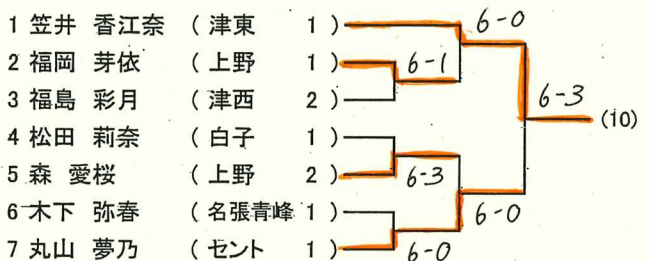 1 笠井 香江奈 (津東 1) 6-0
2 福岡 芽依 (上野 1) 6-1
3 福島 彩月 (津西 2) 6-3 (10)
4 松田 莉奈 (白子 1)
5 森 愛桜 (上野 2) 6-3
6 木下 弥春 (名張青峰 1) 6-0
7 丸山 夢乃 (セント 1) 6-0